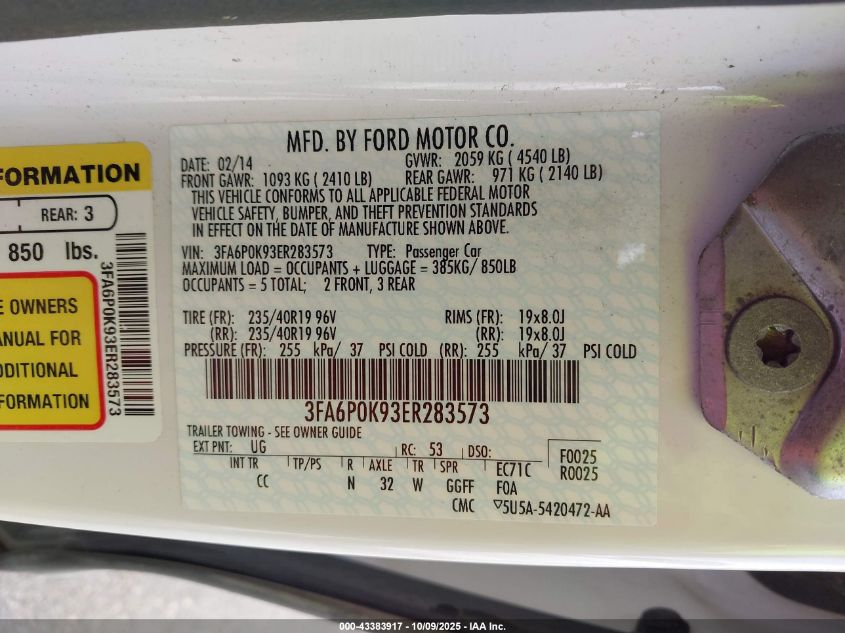 FORMATION
REAR: 3
850 lbs.
E OWNERS
ANUAL FOR
DDITIONAL
FORMATION
3FA6P0K93ER283573
MFD. BY FORD MOTOR CO.
DATE: 02/14 GVWR: 2059 KG ( 4540 LB)
FRONT GAWR: 1093 KG ( 2410 LB) REAR GAWR: 971 KG ( 2140 LB)
THIS VEHICLE CONFORMS TO ALL APPLICABLE FEDERAL MOTOR
VEHICLE SAFETY, BUMPER, AND THEFT PREVENTION STANDARDS
IN EFFECT ON THE DATE OF MANUFACTURE SHOWN ABOVE.
VIN: 3FA6P0K93ER283573 TYPE: Passenger Car
MAXIMUM LOAD = OCCUPANTS + LUGGAGE = 385KG/ 850LB
OCCUPANTS = 5 TOTAL; 2 FRONT, 3 REAR
TIRE (FR): 235/40R19 96V RIMS (FR): 19x8.0J
(RR): 235/40R19 96V (RR): 19x8.0J
PRESSURE (FR): 255 kPa/ 37 PSI COLD (RR): 255 kPa/ 37 PSI COLD
3FA6P0K93ER283573
TRAILER TOWING - SEE OWNER GUIDE
EXT PNT: UG RC: 53 DSO: F0025
R0025
INT TR TP/PS R AXLE TR SPR EC71C
CC N 32 W GGFF F0A
CMC ▽5U5A-5420472-AA
000-43383917 - 10/09/2025 - IAA Inc.